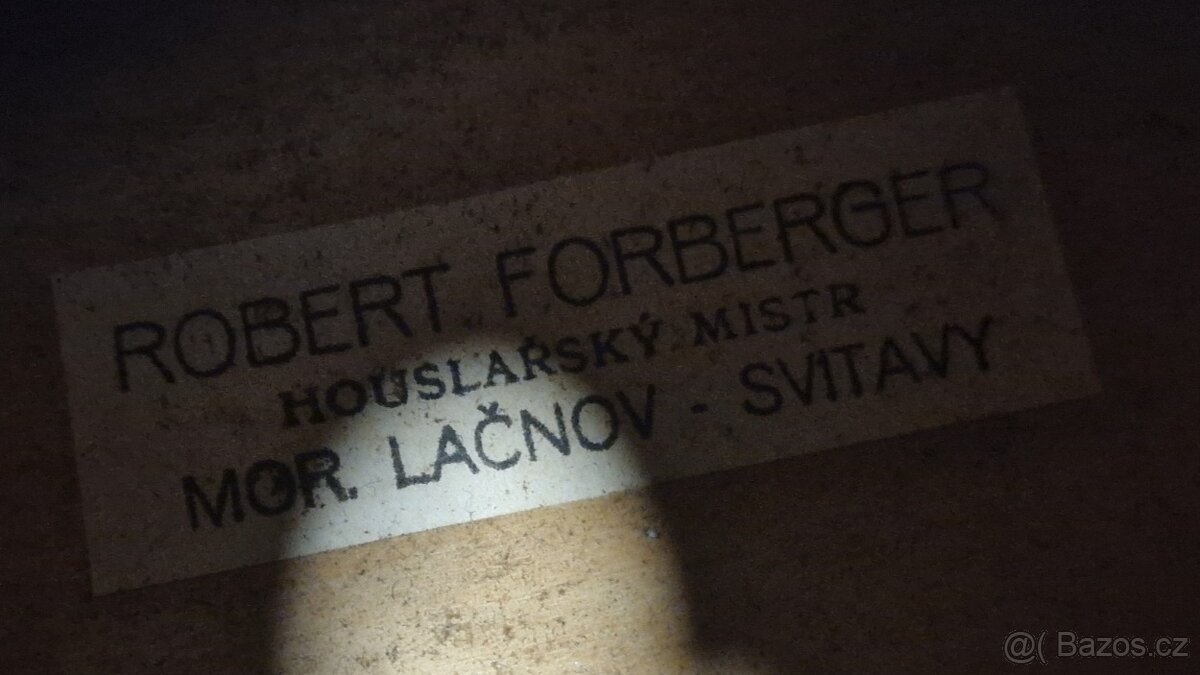 ROBERT FORBERGER
HOUSLAŘSKÝ MISTR
MOR. LAČNOV - SVITAVY
@( Bazos.cz